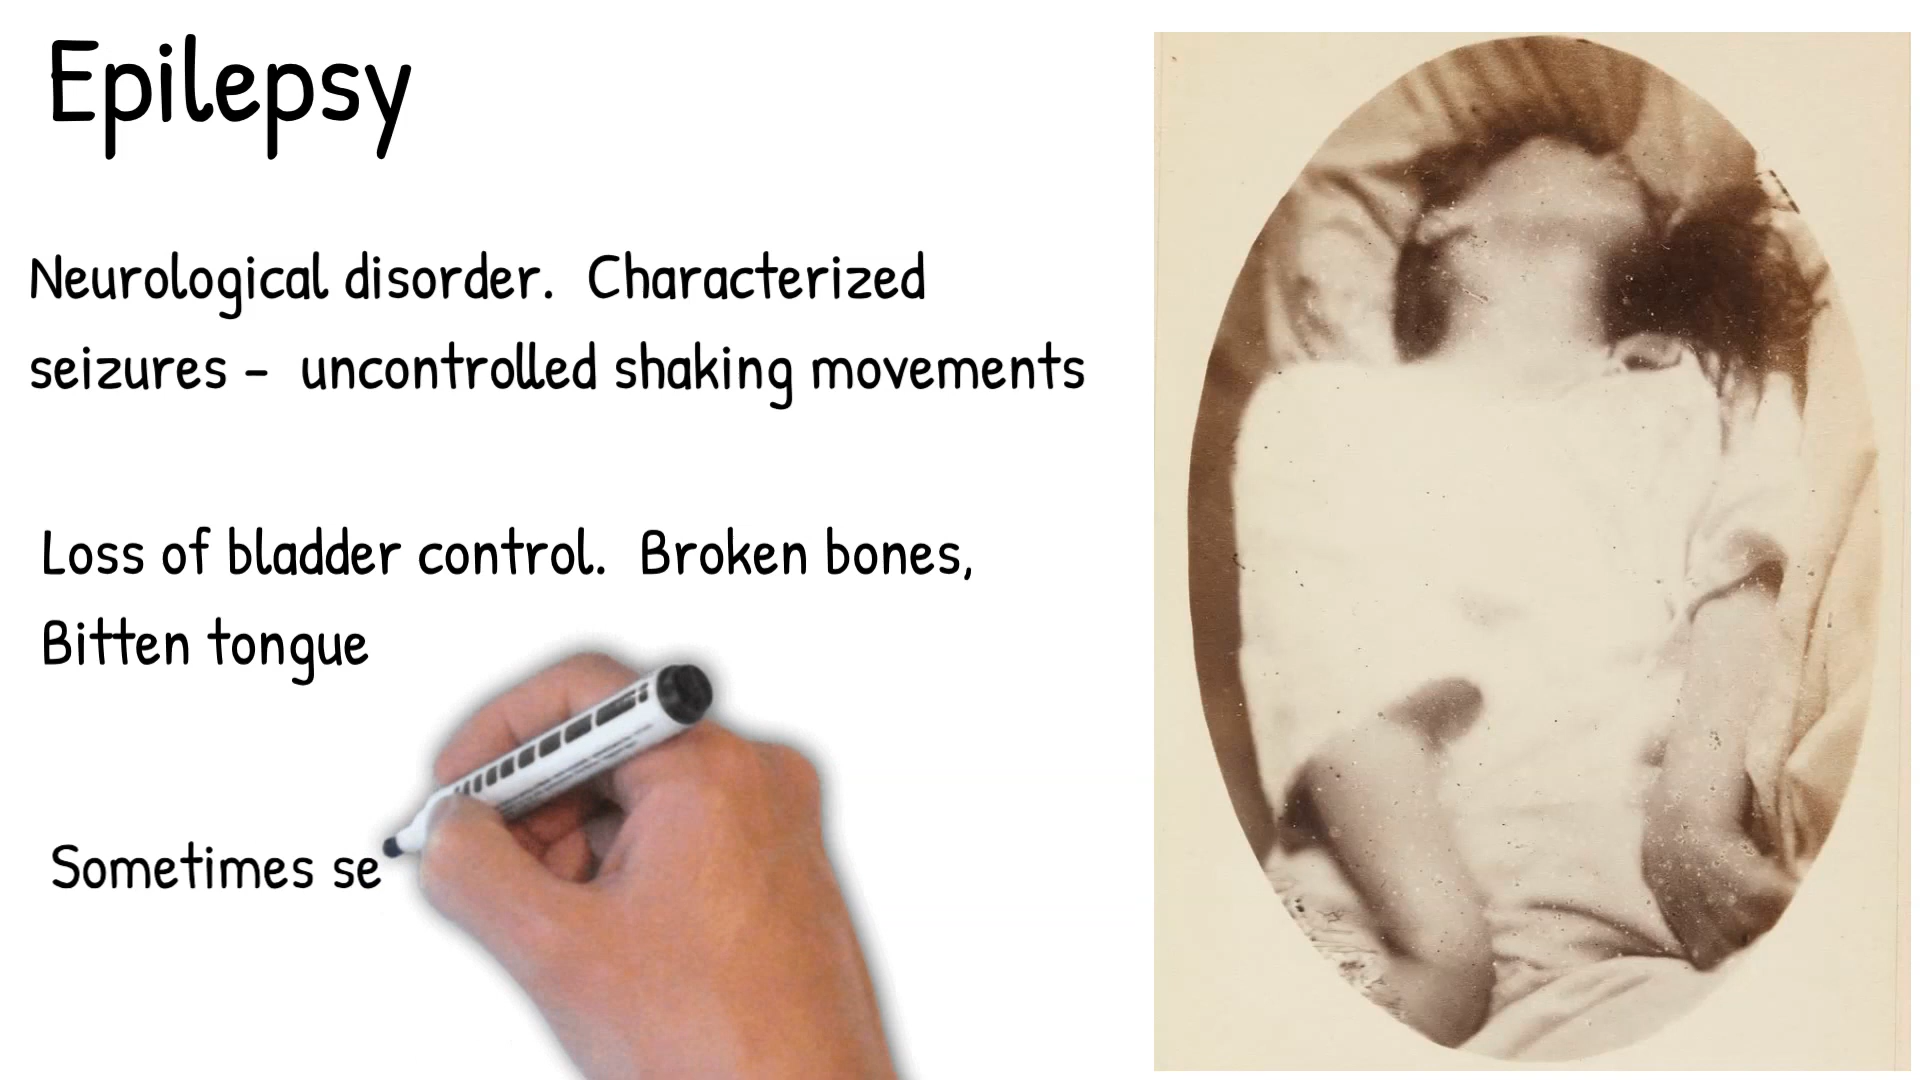 Epilepsy
Neurological disorder.  Characterized
seizures -  uncontrolled shaking movements
Loss of bladder control.  Broken bones,
Bitten tongue
Sometimes se